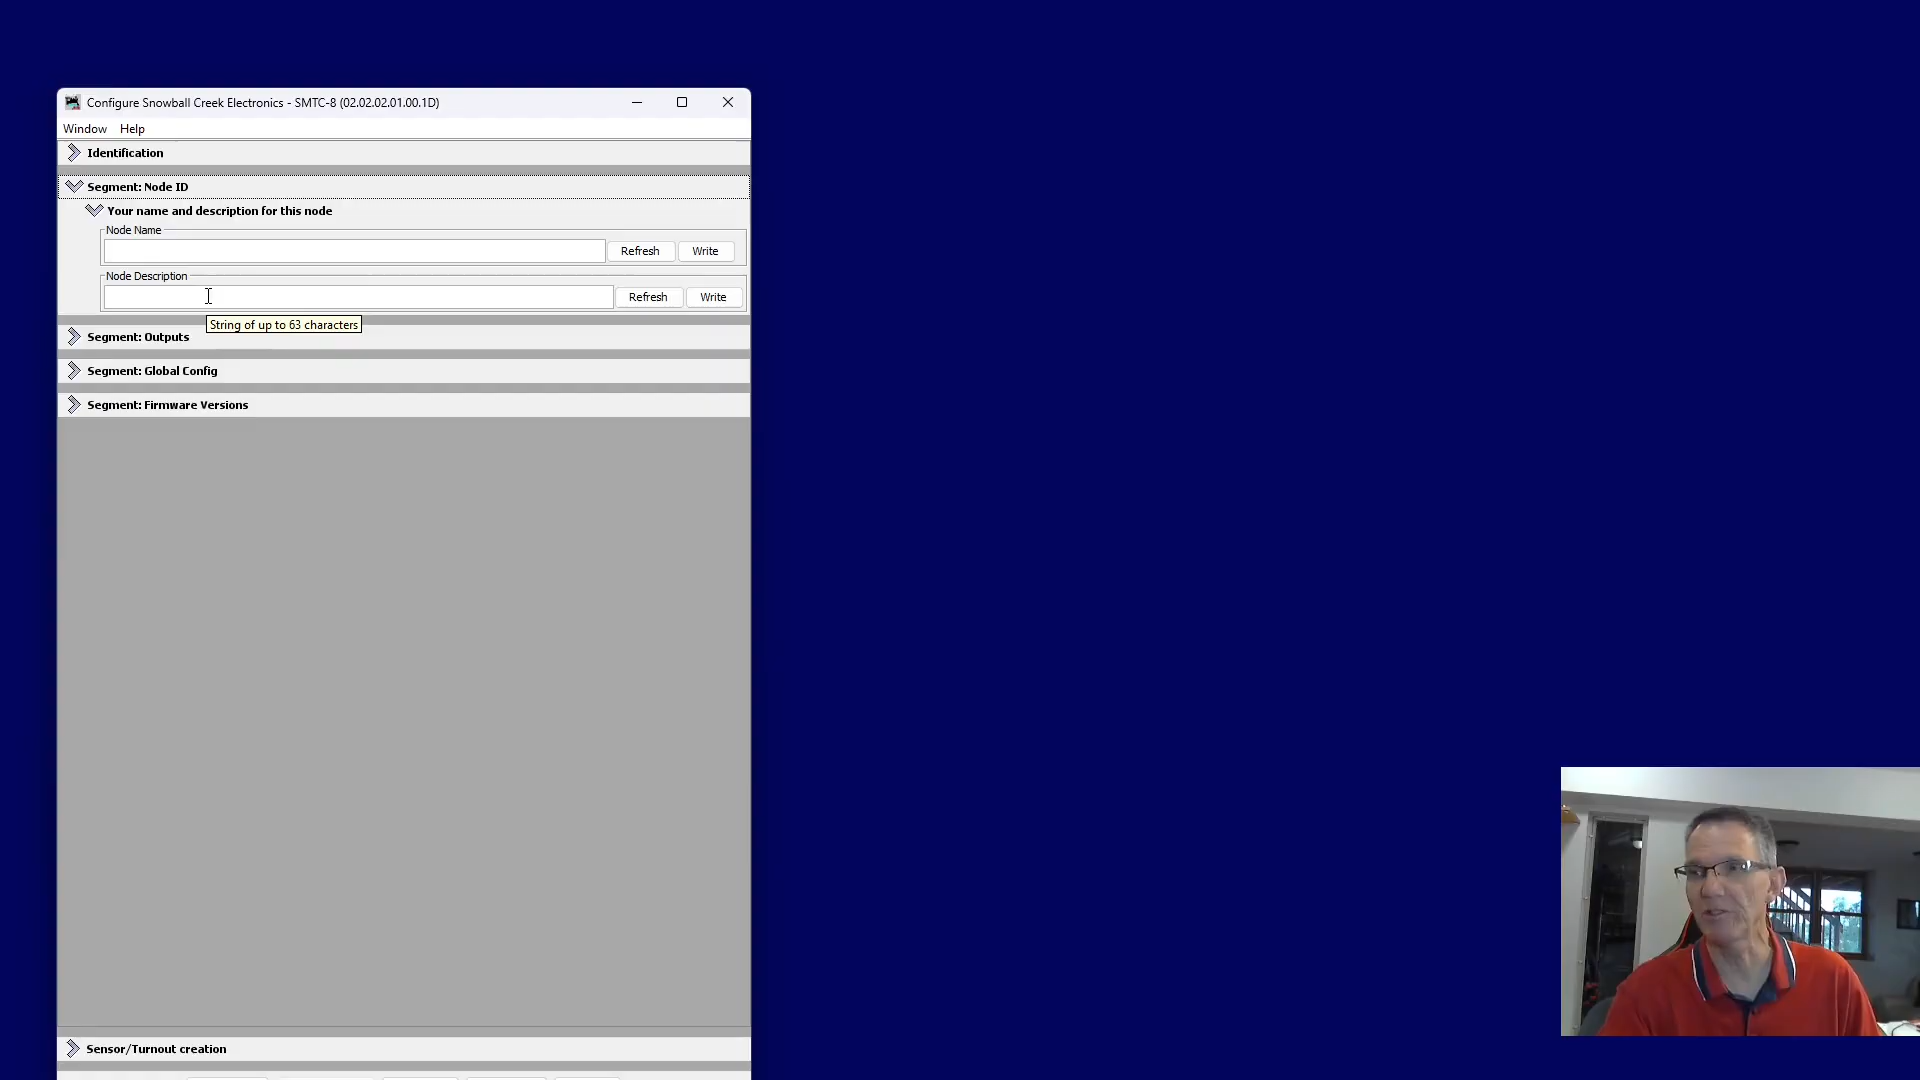 Configure Snowball Creek Electronics - SMTC-8 (02.02.02.01.00.1D)
Window Help
Identification
Segment: Node ID
Your name and description for this node
Node Name
Refresh Write
Node Description
Refresh Write
String of up to 63 characters
Segment: Outputs
Segment: Global Config
Segment: Firmware Versions
Sensor/Turnout creation